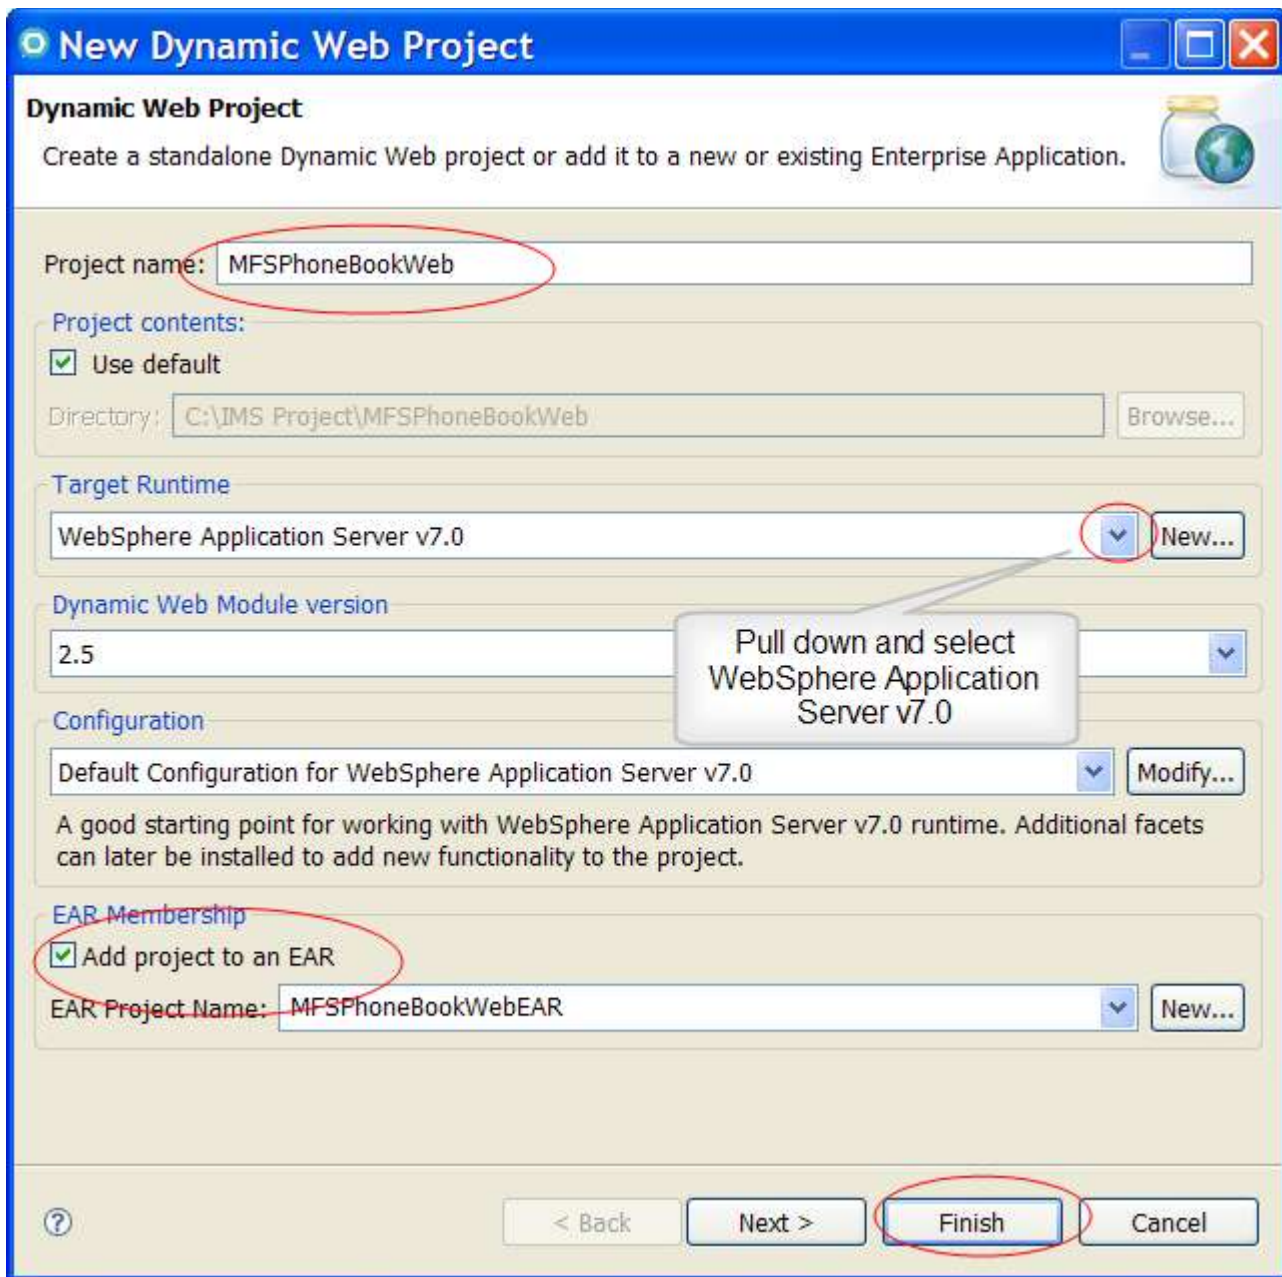 New Dynamic Web Project
Dynamic Web Project
Create a standalone Dynamic Web project or add it to a new or existing Enterprise Application.
Project name: MFSPhoneBookWeb
Project contents:
Use default
Directory: C:\IMS Project\MFSPhoneBookWeb Browse...
Target Runtime
WebSphere Application Server v7.0 New...
Dynamic Web Module version
2.5
Pull down and select
WebSphere Application
Server v7.0
Configuration
Default Configuration for WebSphere Application Server v7.0 Modify...
A good starting point for working with WebSphere Application Server v7.0 runtime. Additional facets
can later be installed to add new functionality to the project.
EAR Membership
Add project to an EAR
EAR Project Name: MFSPhoneBookWebEAR New...
? < Back Next > Finish Cancel